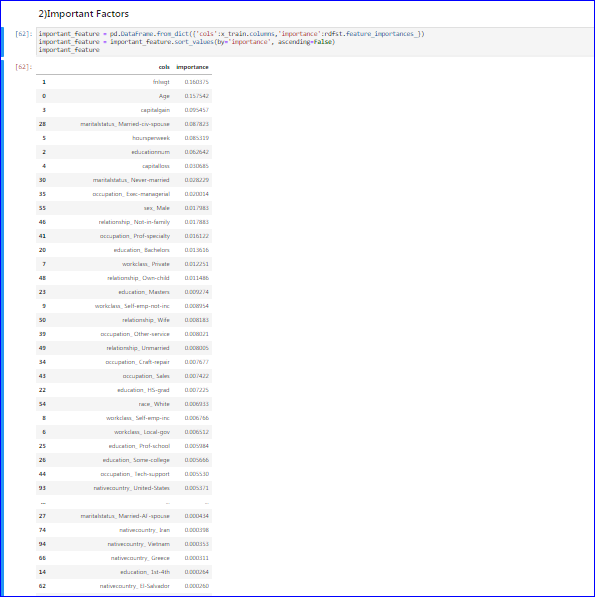 2)Important Factors
[62]: important_feature = pd.DataFrame.from_dict({'cols':x_train.columns,'importance':rdfst.feature_importances_})
important_feature = important_feature.sort_values(by='importance', ascending=False)
important_feature
[62]: cols importance
1 fnlwgt 0.160375
0 Age 0.157542
3 capitalgain 0.095457
28 maritalstatus_ Married-civ-spouse 0.087823
5 hoursperweek 0.085319
2 educationnum 0.062642
4 capitalloss 0.030685
30 maritalstatus_ Never-married 0.028229
35 occupation_ Exec-managerial 0.020014
55 sex_ Male 0.017983
46 relationship_ Not-in-family 0.017883
41 occupation_ Prof-specialty 0.016122
20 education_ Bachelors 0.013616
7 workclass_ Private 0.012251
48 relationship_ Own-child 0.011486
23 education_ Masters 0.009274
9 workclass_ Self-emp-not-inc 0.008954
50 relationship_ Wife 0.008183
39 occupation_ Other-service 0.008021
49 relationship_ Unmarried 0.008005
34 occupation_ Craft-repair 0.007677
43 occupation_ Sales 0.007422
22 education_ HS-grad 0.007225
54 race_ White 0.006933
8 workclass_ Self-emp-inc 0.006766
6 workclass_ Local-gov 0.006512
25 education_ Prof-school 0.005984
26 education_ Some-college 0.005666
44 occupation_ Tech-support 0.005530
93 nativecountry_ United-States 0.005371
... ... ...
27 maritalstatus_ Married-AF-spouse 0.000434
74 nativecountry_ Iran 0.000398
94 nativecountry_ Vietnam 0.000353
66 nativecountry_ Greece 0.000311
14 education_ 1st-4th 0.000264
62 nativecountry_ El-Salvador 0.000260